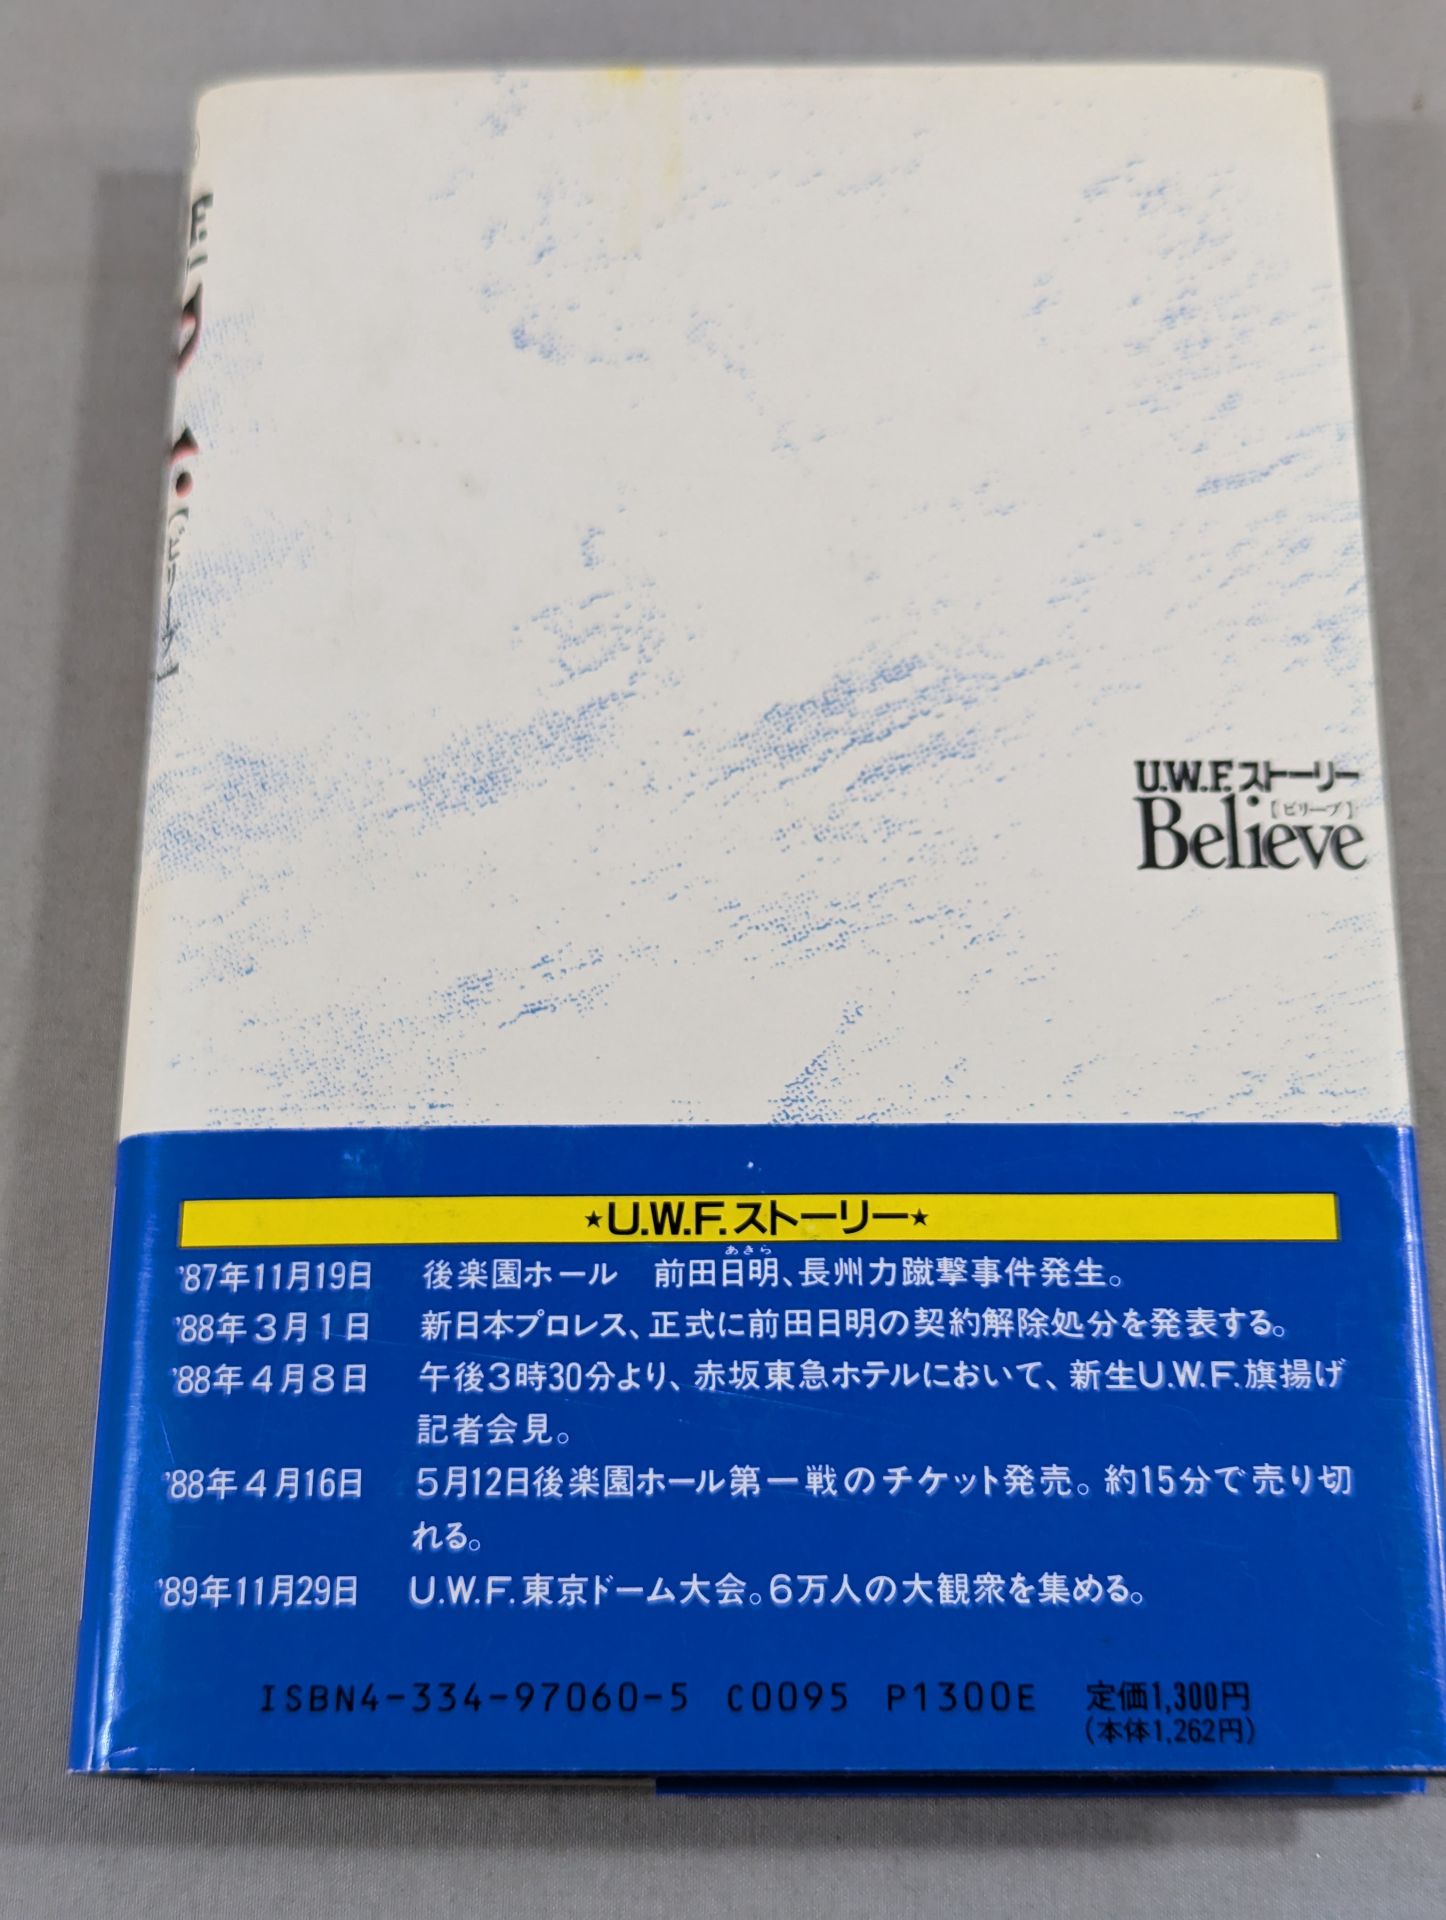 U.W.F.ストーリー
【ビリーブ】
Believe
★U.W.F.ストーリー★
あきら
'87年11月19日 後楽園ホール 前田日明、長州力蹴撃事件発生。
'88年3月1日 新日本プロレス、正式に前田日明の契約解除処分を発表する。
'88年4月8日 午後3時30分より、赤坂東急ホテルにおいて、新生U.W.F.旗揚げ
記者会見。
'88年4月16日 5月12日後楽園ホール第一戦のチケット発売。約15分で売り切
れる。
'89年11月29日 U.W.F.東京ドーム大会。6万人の大観衆を集める。
ISBN4-334-97060-5 C0095 P1300E 定価1,300円
(本体1,262円)